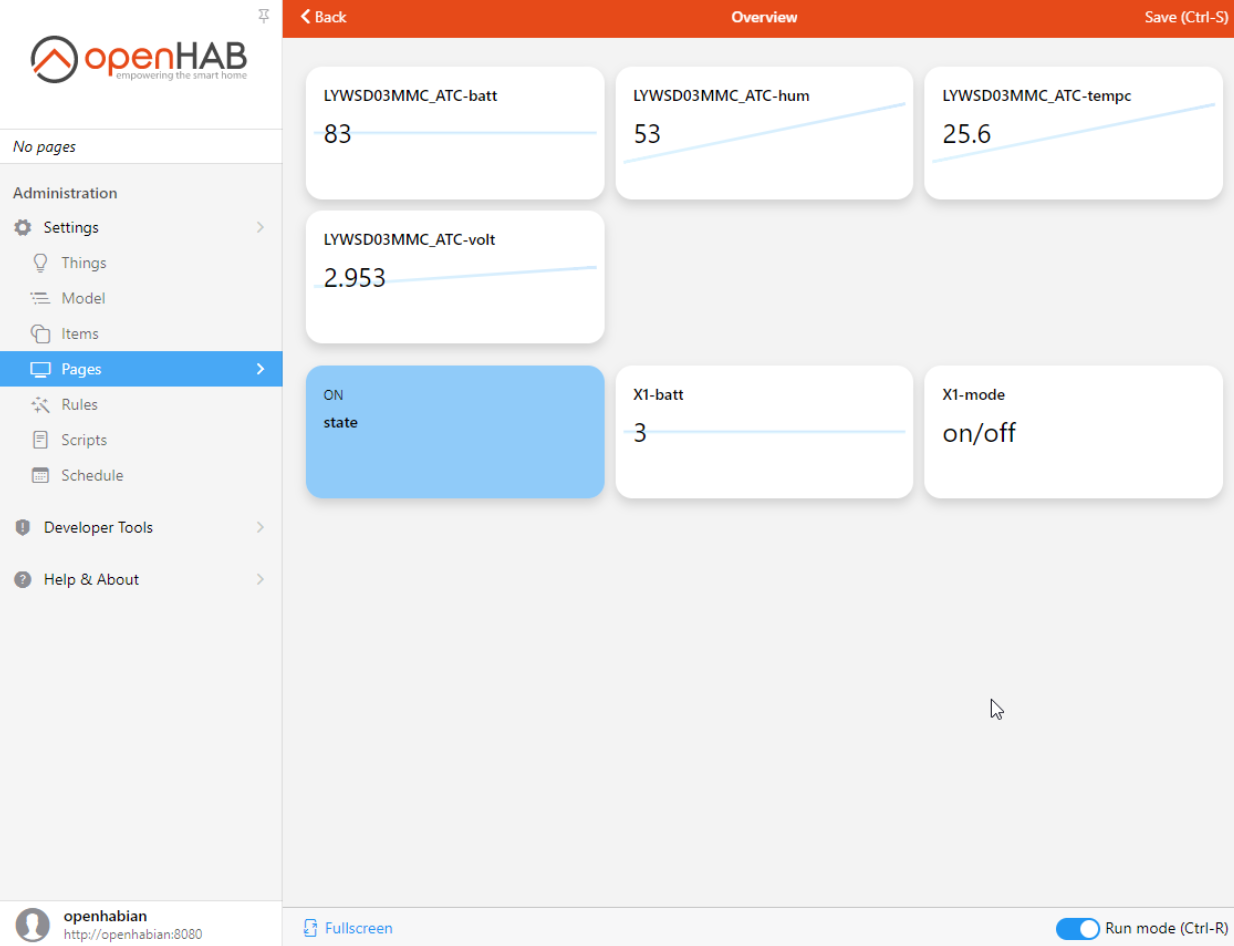 openHAB
empowering the smart home
No pages
Administration
Settings
Things
Model
Items
Pages
Rules
Scripts
Schedule
Developer Tools
Help & About
openhabian
http://openhabian:8080
Back
Overview
Save (Ctrl-S)
LYWSD03MMC_ATC-batt
83
LYWSD03MMC_ATC-hum
53
LYWSD03MMC_ATC-tempc
25.6
LYWSD03MMC_ATC-volt
2.953
ON
state
X1-batt
3
X1-mode
on/off
Fullscreen
Run mode (Ctrl-R)